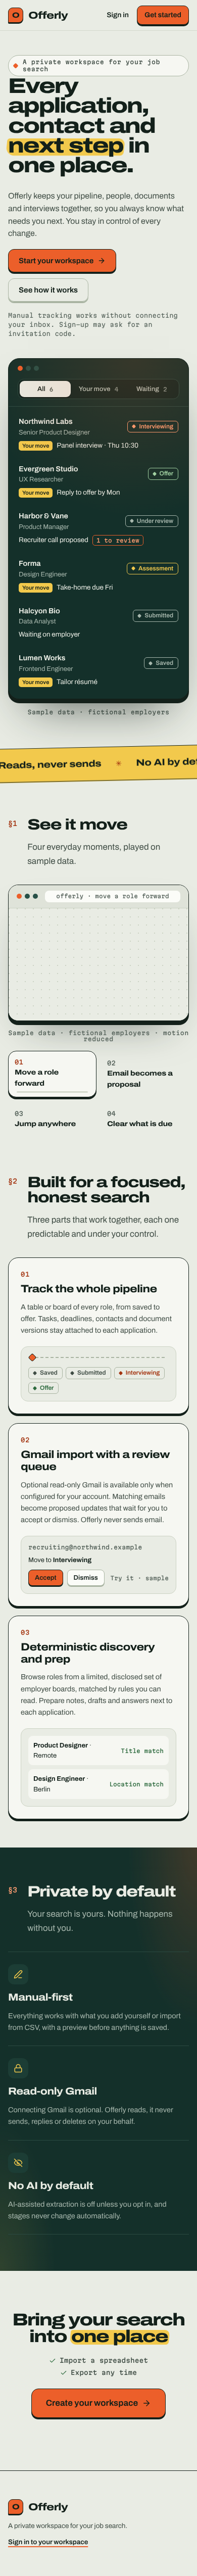 O Offerly Sign in Get started
A private workspace for your job
search
Every
application,
contact and
next step in
one place.
Offerly keeps your pipeline, people, documents
and interviews together, so you always know what
needs you next. You stay in control of every
change.
Start your workspace →
See how it works
Manual tracking works without connecting
your inbox. Sign-up may ask for an
invitation code.
All 6 Your move 4 Waiting 2
Northwind Labs
Senior Product Designer
Interviewing
Your move Panel interview · Thu 10:30
Evergreen Studio
UX Researcher
Offer
Your move Reply to offer by Mon
Harbor & Vane
Product Manager
Under review
Recruiter call proposed 1 to review
Forma
Design Engineer
Assessment
Your move Take-home due Fri
Halcyon Bio
Data Analyst
Submitted
Waiting on employer
Lumen Works
Frontend Engineer
Saved
Your move Tailor résumé
Sample data · fictional employers
Reads, never sends No AI by def
§1 See it move
Four everyday moments, played on
sample data.
offerly · move a role forward
Sample data · fictional employers · motion
reduced
01
Move a role
forward
02
Email becomes a
proposal
03
Jump anywhere
04
Clear what is due
§2 Built for a focused,
honest search
Three parts that work together, each one
predictable and under your control.
01
Track the whole pipeline
A table or board of every role, from saved to
offer. Tasks, deadlines, contacts and document
versions stay attached to each application.
Saved Submitted Interviewing
Offer
02
Gmail import with a review
queue
Optional read-only Gmail is available only when
configured for your account. Matching emails
become proposed updates that wait for you to
accept or dismiss. Offerly never sends email.
recruiting@northwind.example
Move to Interviewing
Accept Dismiss Try it · sample
03
Deterministic discovery
and prep
Browse roles from a limited, disclosed set of
employer boards, matched by rules you can
read. Prepare notes, drafts and answers next to
each application.
Product Designer ·
Remote
Title match
Design Engineer ·
Berlin
Location match
§3 Private by default
Your search is yours. Nothing happens
without you.
Manual-first
Everything works with what you add yourself or import
from CSV, with a preview before anything is saved.
Read-only Gmail
Connecting Gmail is optional. Offerly reads, it never
sends, replies or deletes on your behalf.
No AI by default
AI-assisted extraction is off unless you opt in, and
stages never change automatically.
Bring your search
into one place
✓ Import a spreadsheet
✓ Export any time
Create your workspace →
O Offerly
A private workspace for your job search.
Sign in to your workspace